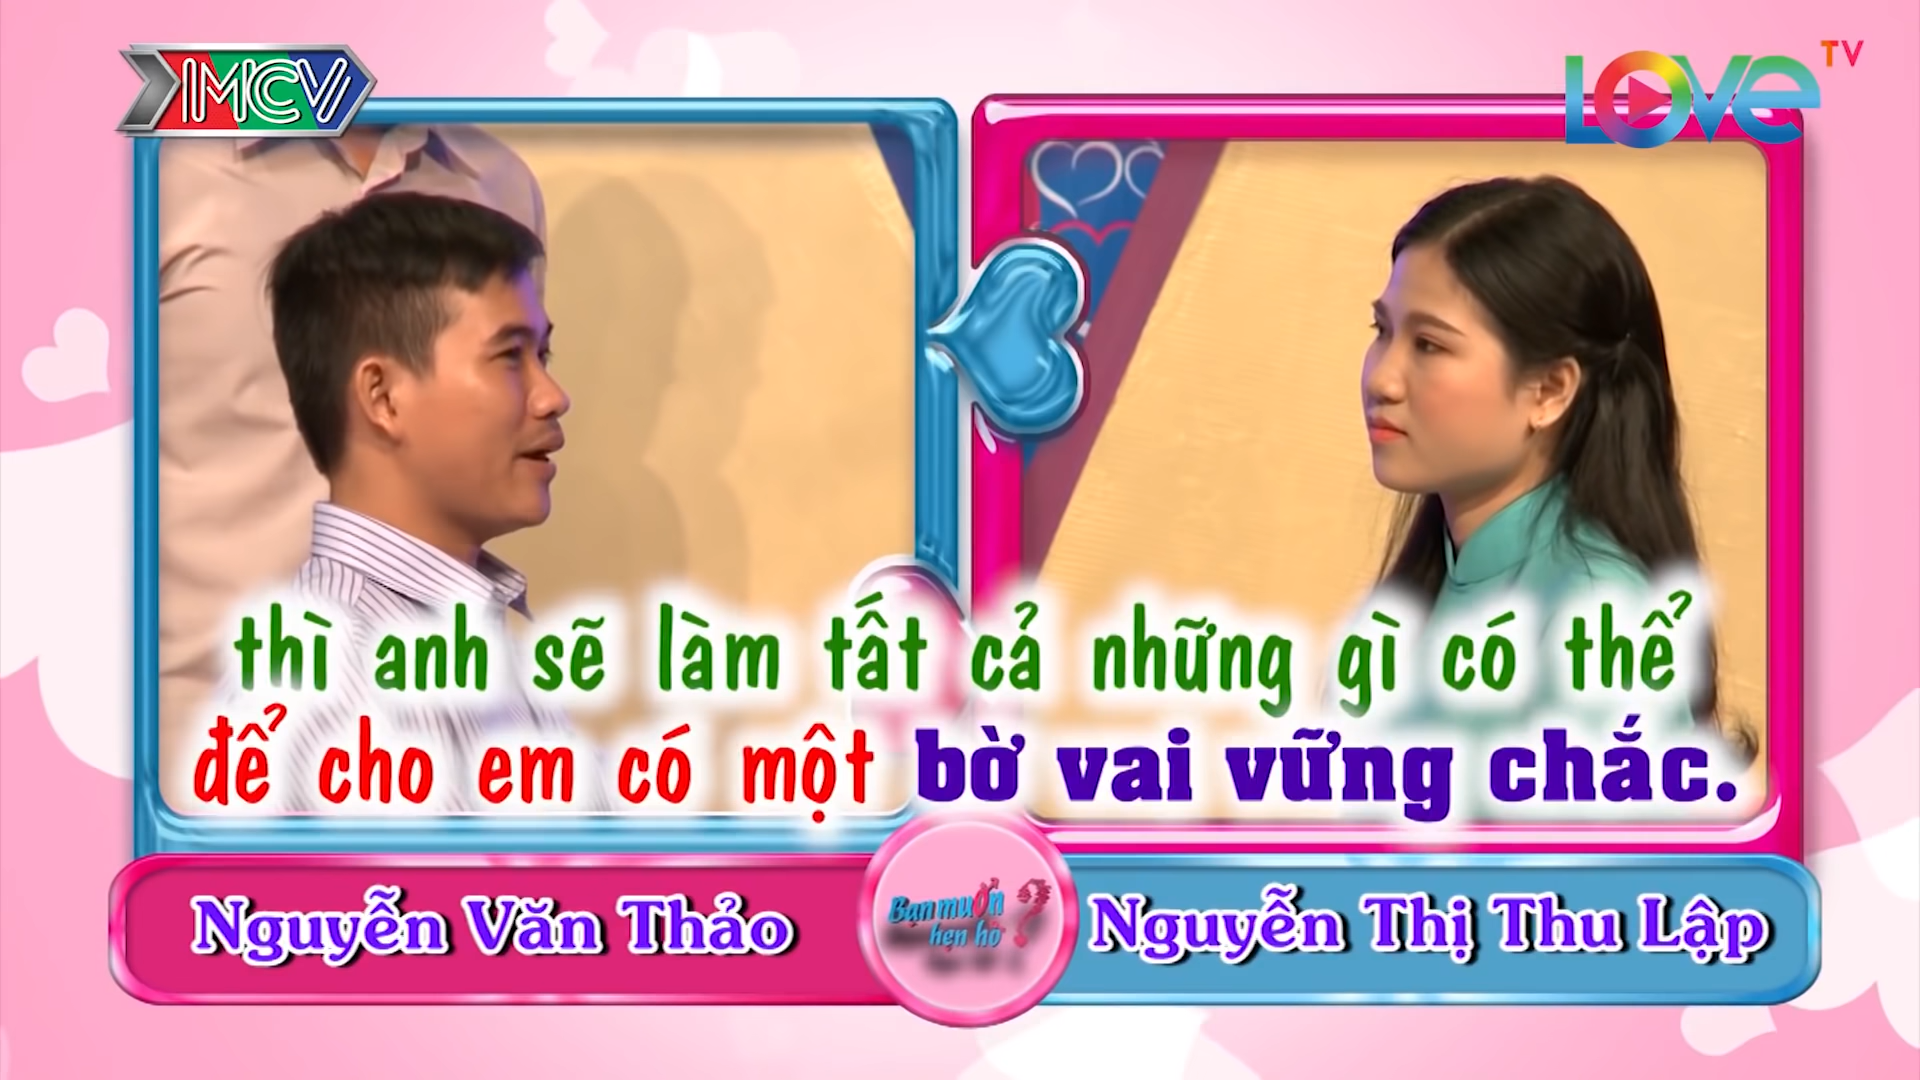 MCV
LOVE TV
thì anh sẽ làm tất cả những gì có thể
để cho em có một bờ vai vững chắc.
Nguyễn Văn Thảo
Bạn muốn
hẹn hò
Nguyễn Thị Thu Lập